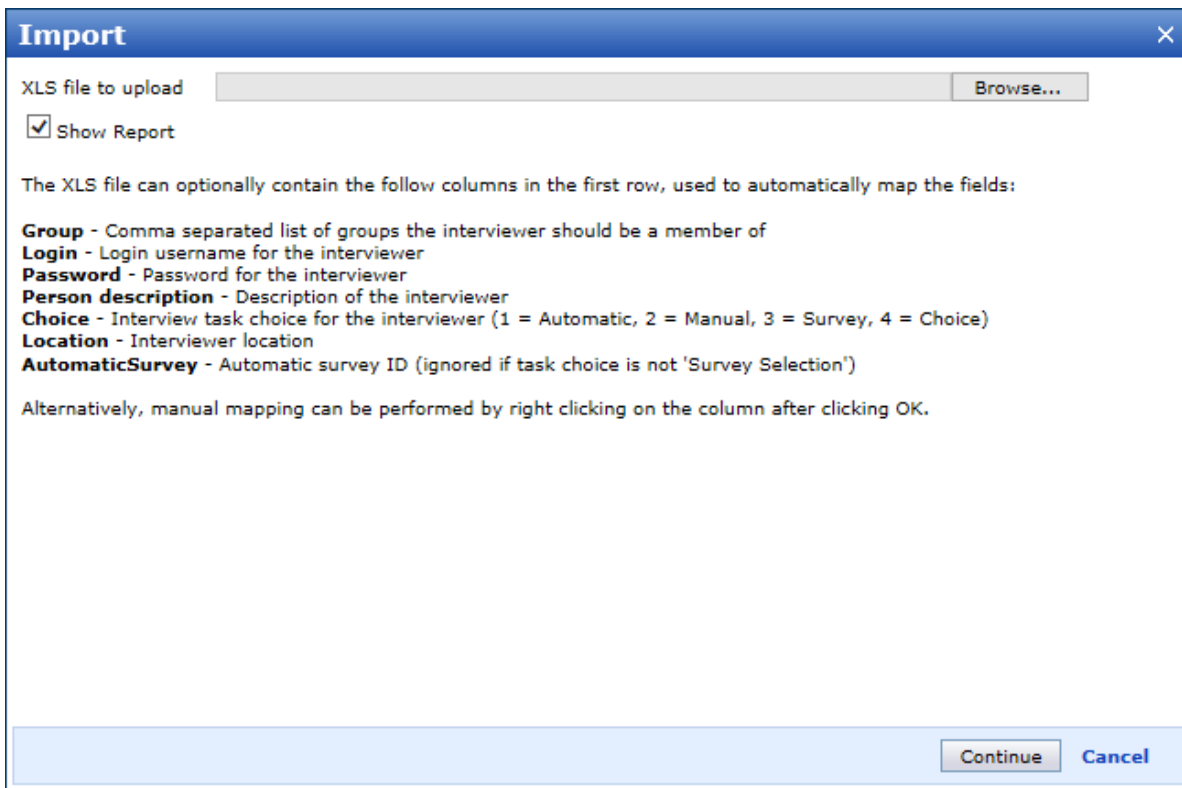 Import
XLS file to upload Browse...
Show Report
The XLS file can optionally contain the follow columns in the first row, used to automatically map the fields:
Group - Comma separated list of groups the interviewer should be a member of
Login - Login username for the interviewer
Password - Password for the interviewer
Person description - Description of the interviewer
Choice - Interview task choice for the interviewer (1 = Automatic, 2 = Manual, 3 = Survey, 4 = Choice)
Location - Interviewer location
AutomaticSurvey - Automatic survey ID (ignored if task choice is not 'Survey Selection')
Alternatively, manual mapping can be performed by right clicking on the column after clicking OK.
Continue Cancel